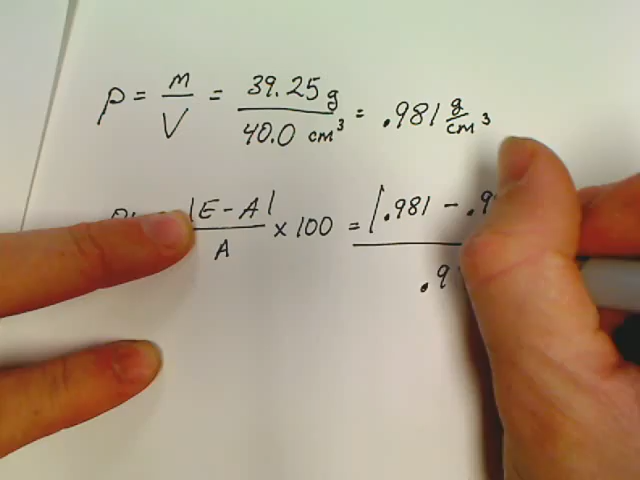 ρ = m/V = 39.25 g/40.0 cm³ = .981 g/cm³
|E - A|/A × 100 = |.981 - .9
.9